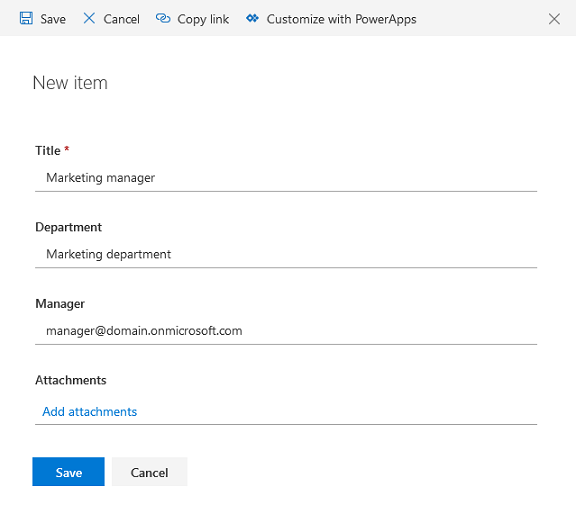 Save Cancel Copy link Customize with PowerApps
New item
Title *
Marketing manager
Department
Marketing department
Manager
manager@domain.onmicrosoft.com
Attachments
Add attachments
Save Cancel